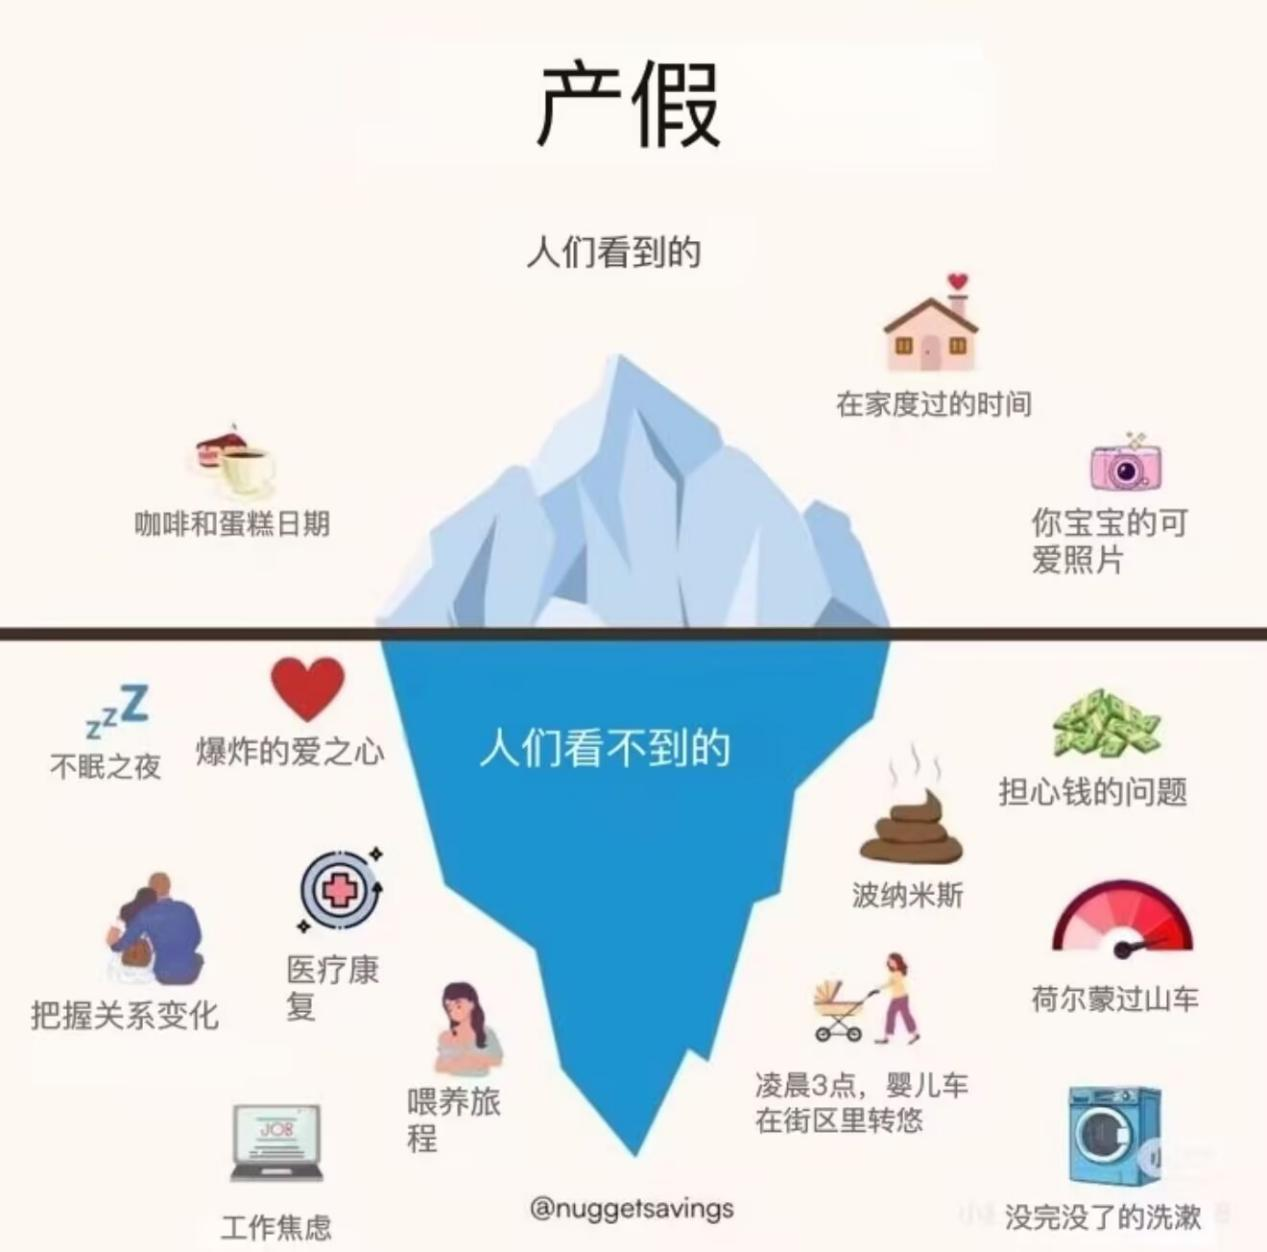 产假
人们看到的
在家度过的时间
咖啡和蛋糕日期
你宝宝的可
爱照片
人们看不到的
不眠之夜
爆炸的爱之心
担心钱的问题
波纳米斯
把握关系变化
医疗康
复
荷尔蒙过山车
喂养旅
程
凌晨3点，婴儿车
在街区里转悠
JOB
工作焦虑
没完没了的洗漱
@nuggetsavings